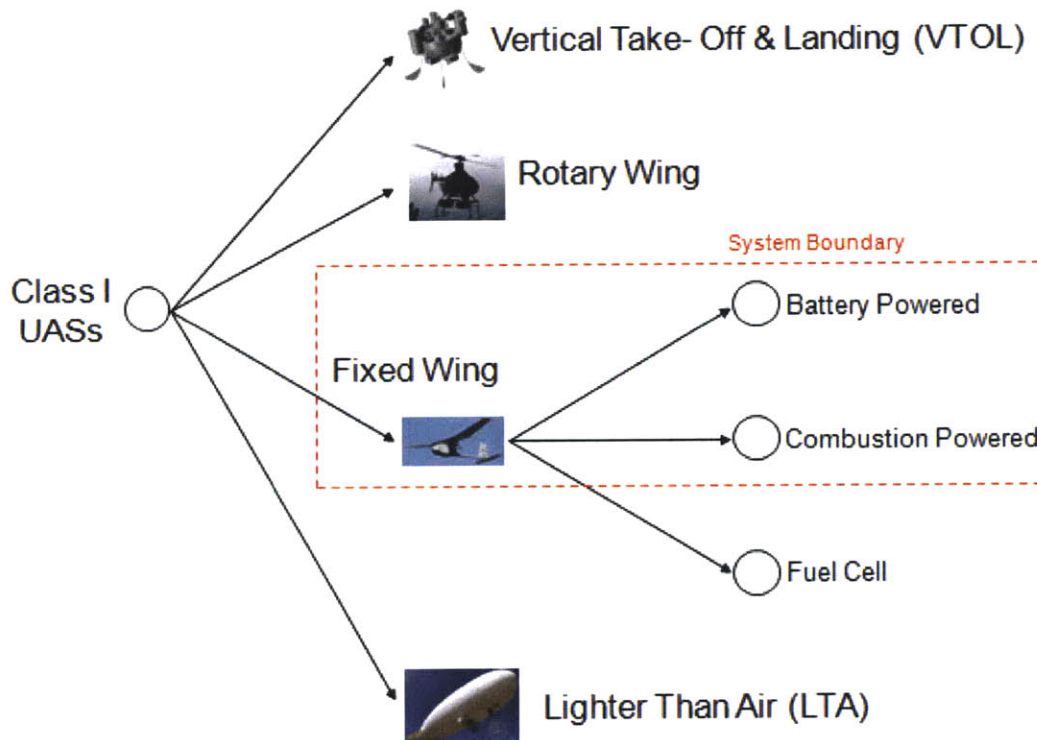 Vertical Take- Off & Landing (VTOL)
Rotary Wing
System Boundary
Class I
UASs
Battery Powered
Fixed Wing
Combustion Powered
Fuel Cell
Lighter Than Air (LTA)